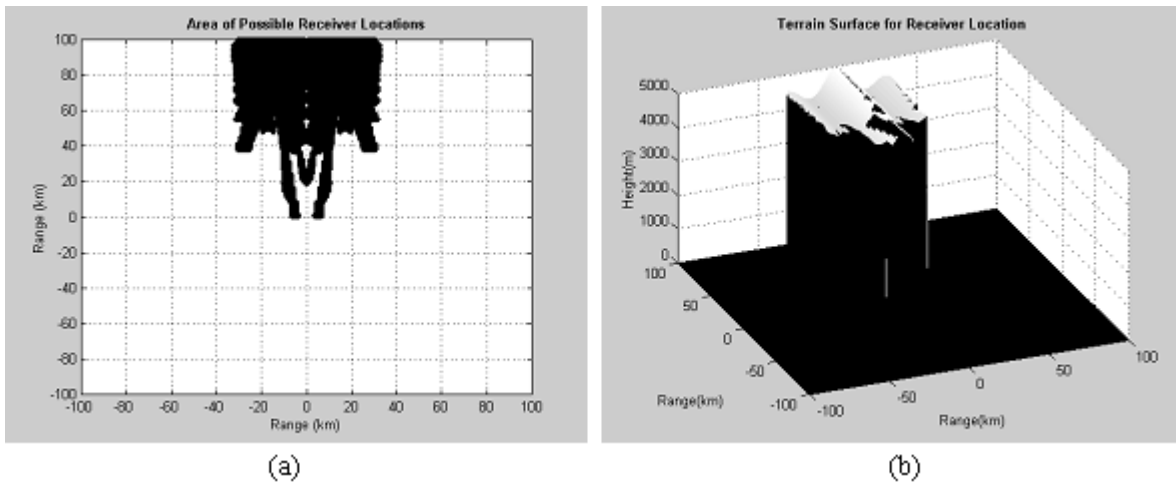 Area of Possible Receiver Locations
100
80
60
40
20
0
-20
-40
-60
-80
-100
Range (km)
-100 -80 -60 -40 -20 0 20 40 60 80 100
Range (km)
(a)
Terrain Surface for Receiver Location
5000
4000
3000
2000
1000
0
Height(m)
100
50
0
-50
-100
Range(km)
-100
-50
0
50
100
Range(km)
(b)